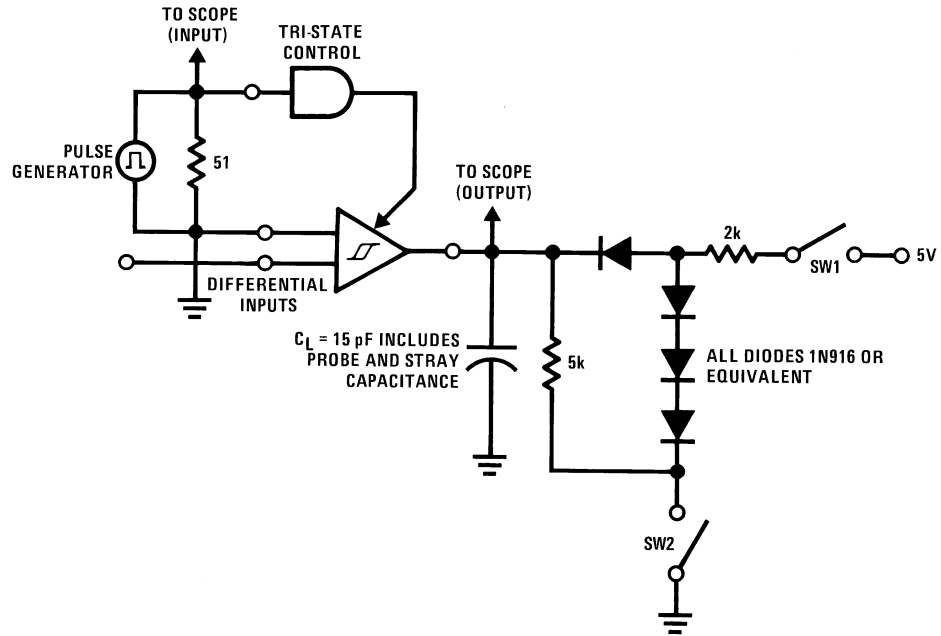 TO SCOPE
(INPUT)
TRI-STATE
CONTROL
PULSE
GENERATOR
51
TO SCOPE
(OUTPUT)
DIFFERENTIAL
INPUTS
2k
SW1
5V
CL = 15 pF INCLUDES
PROBE AND STRAY
CAPACITANCE
5k
ALL DIODES 1N916 OR
EQUIVALENT
SW2